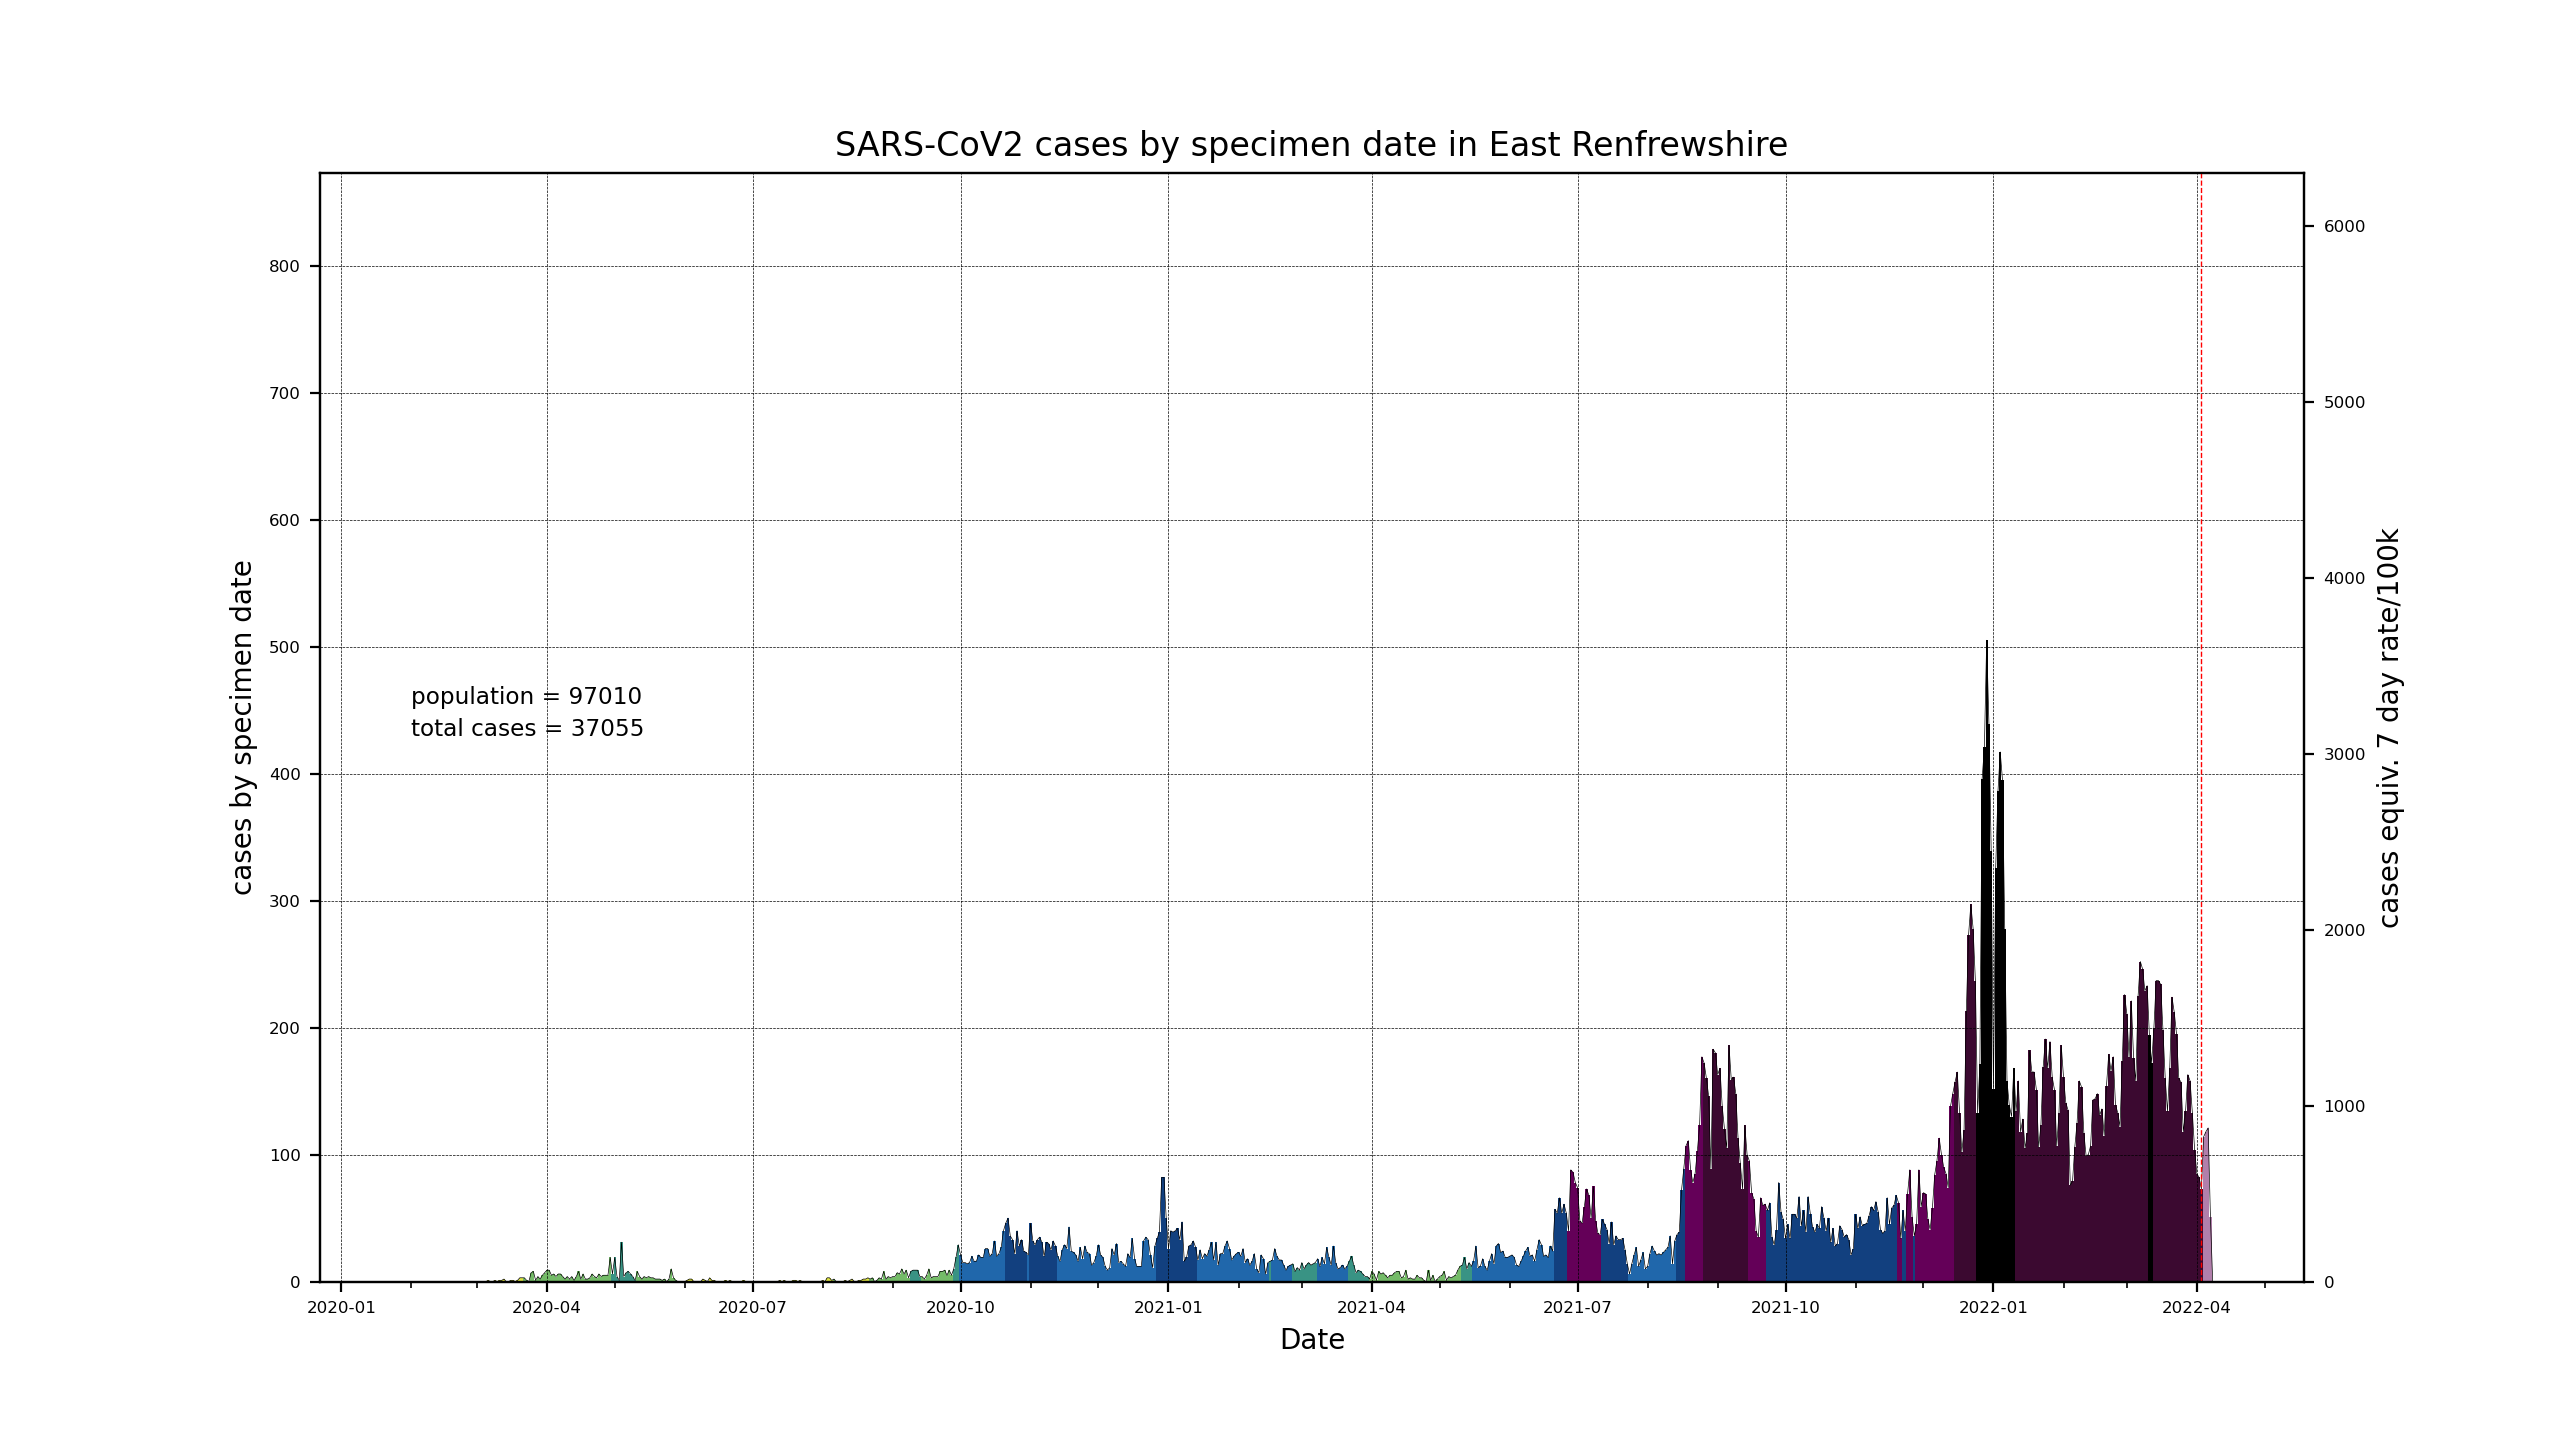 SARS-CoV2 cases by specimen date in East Renfrewshire
cases by specimen date
800
700
600
500
400
300
200
100
0
population = 97010
total cases = 37055
6000
5000
4000
3000
2000
1000
0
cases equiv. 7 day rate/100k
2020-01 2020-04 2020-07 2020-10 2021-01 2021-04 2021-07 2021-10 2022-01 2022-04
Date